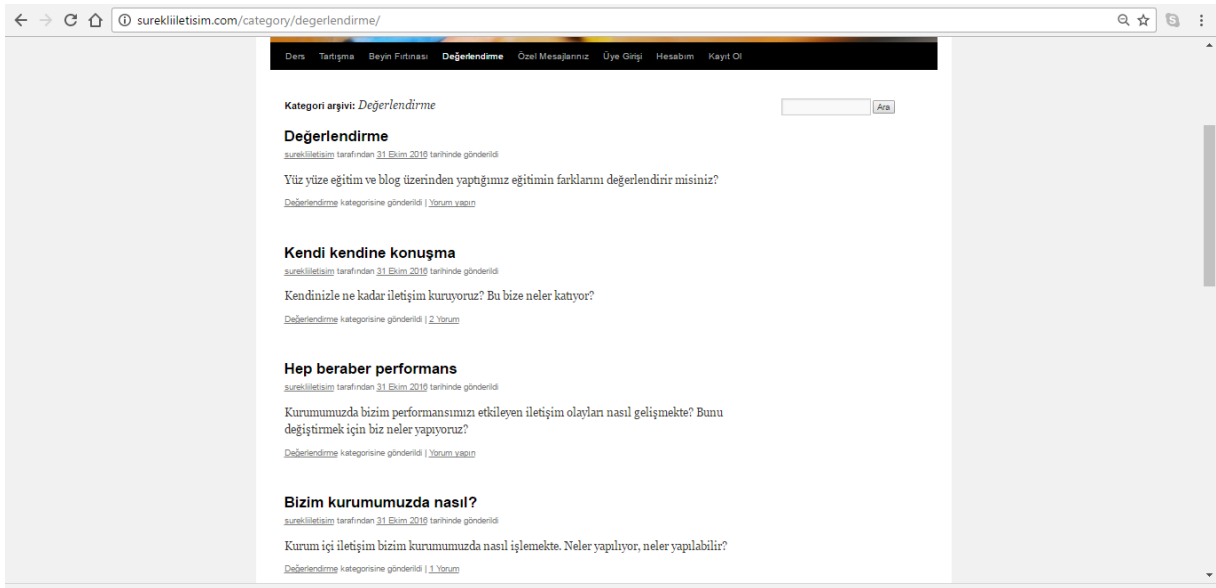 surekliiletisim.com/category/degerlendirme/
Ders Tartışma Beyin Fırtınası Değerlendirme Özel Mesajlarınız Üye Girişi Hesabım Kayıt Ol
Kategori arşivi: Değerlendirme
Ara
Değerlendirme
surekliiletisim tarafından 31 Ekim 2016 tarihinde gönderildi
Yüz yüze eğitim ve blog üzerinden yaptığımız eğitimin farklarını değerlendirir misiniz?
Değerlendirme kategorisine gönderildi | Yorum yapın
Kendi kendine konuşma
surekliiletisim tarafından 31 Ekim 2016 tarihinde gönderildi
Kendinizle ne kadar iletişim kuruyoruz? Bu bize neler katıyor?
Değerlendirme kategorisine gönderildi | 2 Yorum
Hep beraber performans
surekliiletisim tarafından 31 Ekim 2016 tarihinde gönderildi
Kurumumuzda bizim performansımızı etkileyen iletişim olayları nasıl gelişmekte? Bunu
değiştirmek için biz neler yapıyoruz?
Değerlendirme kategorisine gönderildi | Yorum yapın
Bizim kurumumuzda nasıl?
surekliiletisim tarafından 31 Ekim 2016 tarihinde gönderildi
Kurum içi iletişim bizim kurumumuzda nasıl işlemekte. Neler yapılıyor, neler yapılabilir?
Değerlendirme kategorisine gönderildi | 1 Yorum